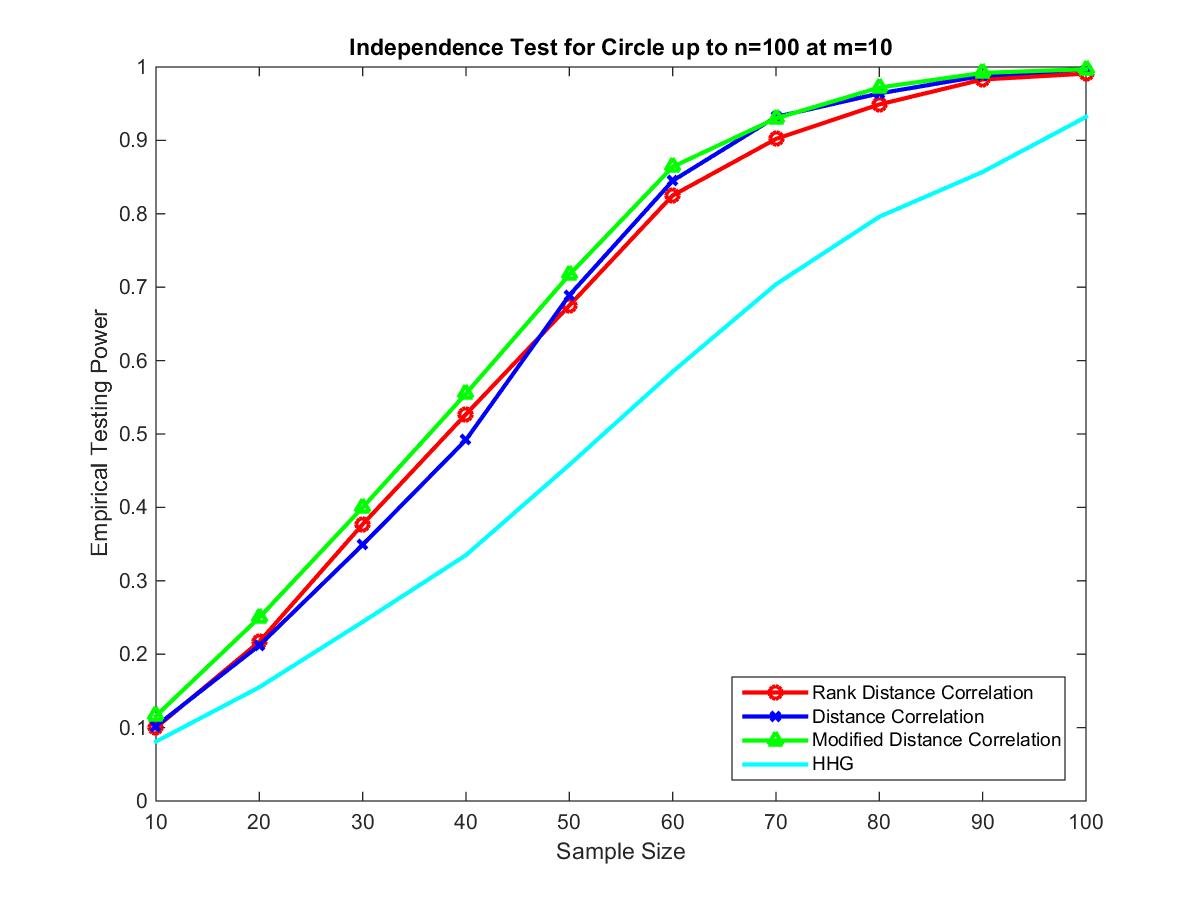 Independence Test for Circle up to n=100 at m=10
Empirical Testing Power
1
0.9
0.8
0.7
0.6
0.5
0.4
0.3
0.2
0.1
0
10 20 30 40 50 60 70 80 90 100
Sample Size
Rank Distance Correlation
Distance Correlation
Modified Distance Correlation
HHG